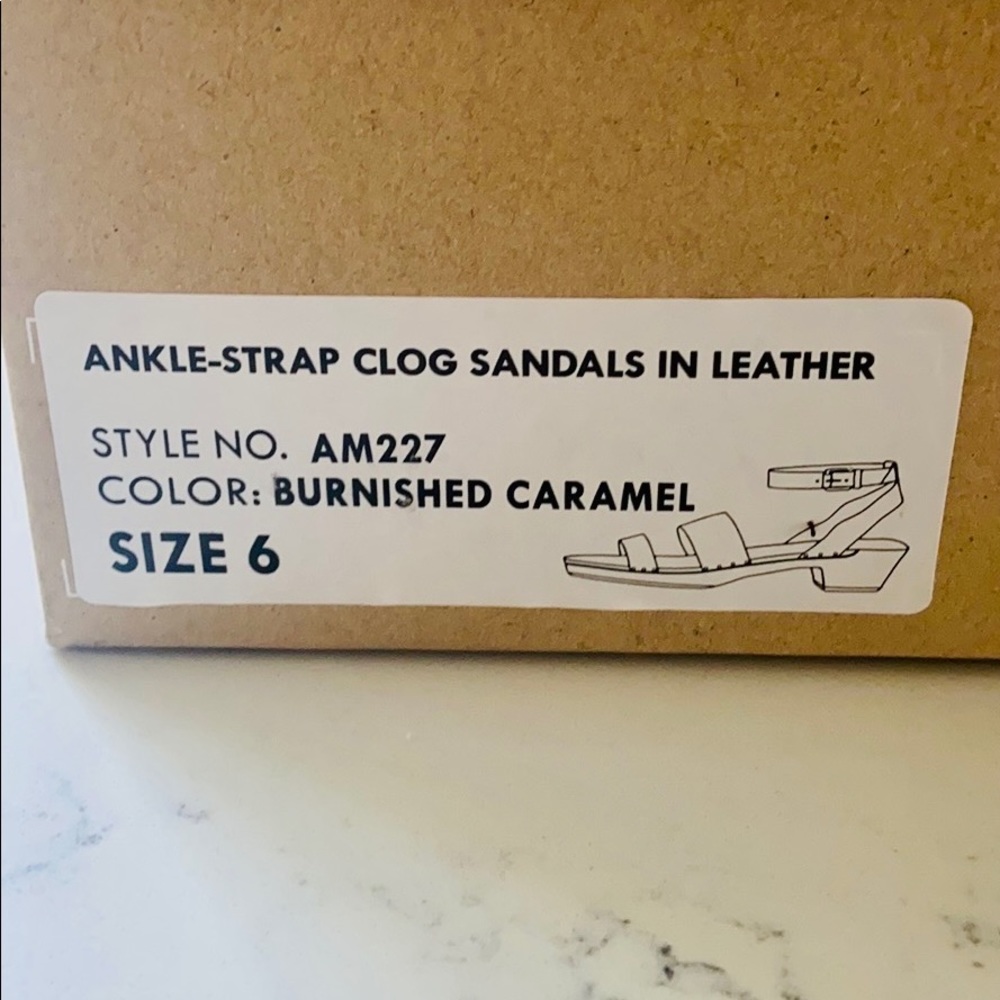 ANKLE-STRAP CLOG SANDALS IN LEATHER
STYLE NO. AM227
COLOR: BURNISHED CARAMEL
SIZE 6